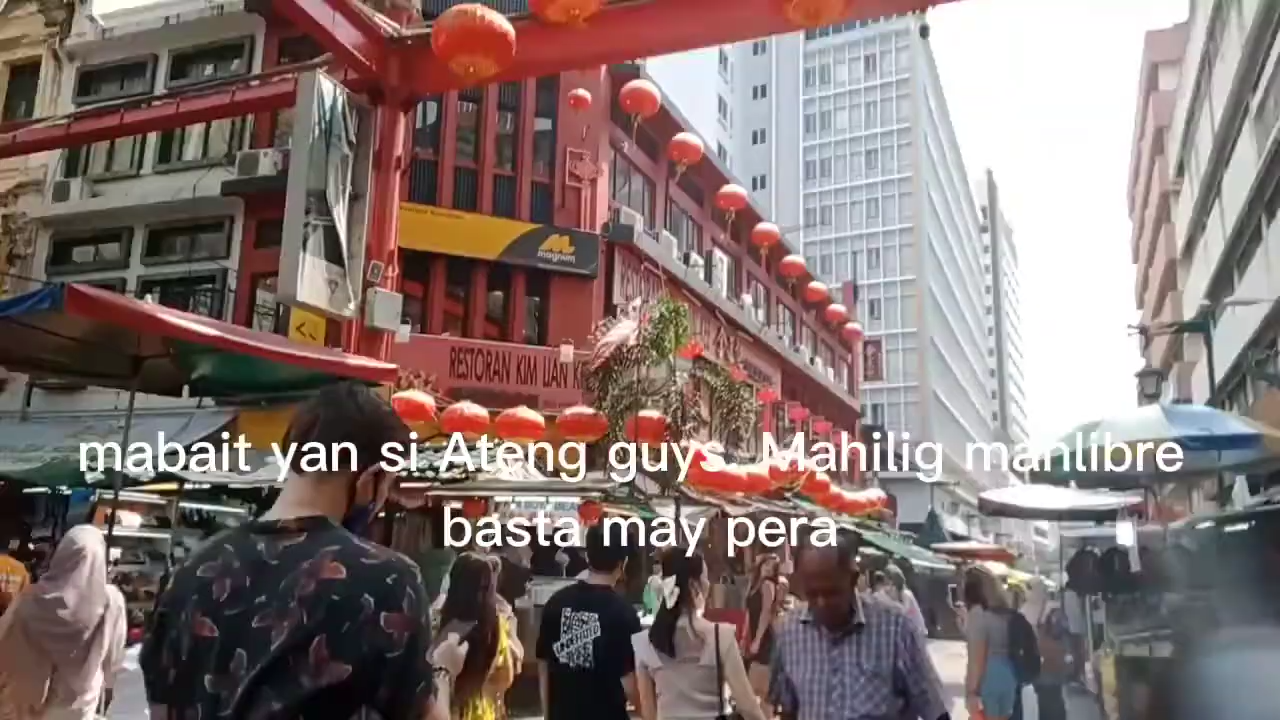 magnum
RESTORAN KIM LIAN K
mabait yan si Ateng guys. Mahilig manlibre
basta may pera